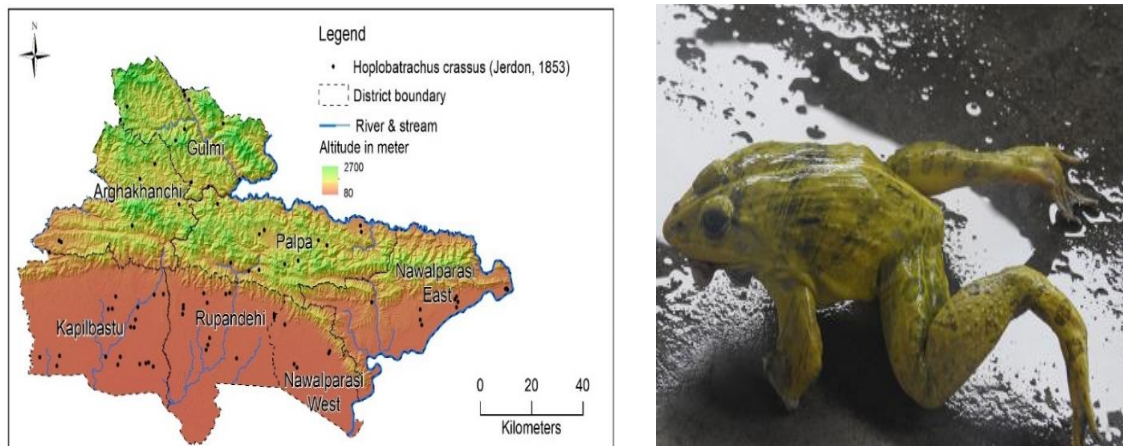 N
Legend
Hoplobatrachus crassus (Jerdon, 1853)
District boundary
River & stream
Altitude in meter
2700
80
Gulmi
Arghakhanchi
Palpa
Nawalparasi
East
Kapilbastu
Rupandehi
Nawalparasi
West
0 20 40
Kilometers